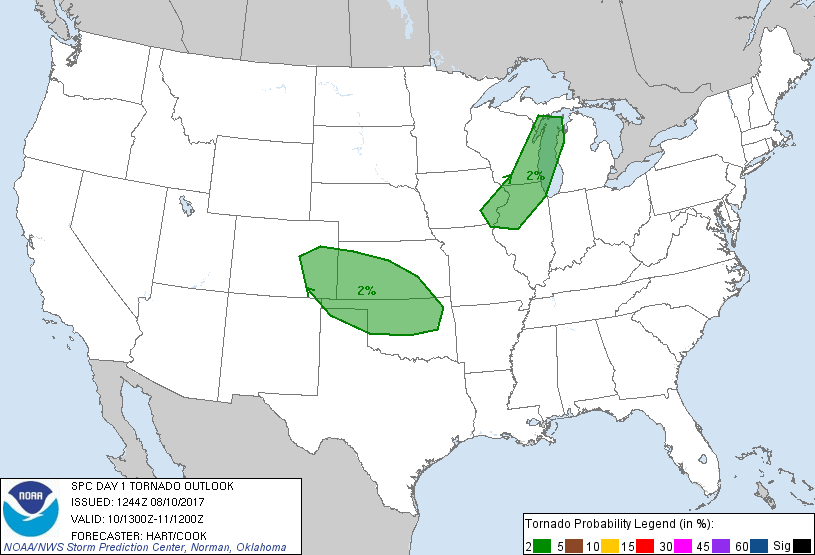 2%
2%
NOAA
SPC DAY 1 TORNADO OUTLOOK
ISSUED: 1244Z 08/10/2017
VALID: 10/1300Z-11/1200Z
FORECASTER: HART/COOK
NOAA/NWS Storm Prediction Center, Norman, Oklahoma
Tornado Probability Legend (in %):
2 5 10 15 30 45 60 Sig